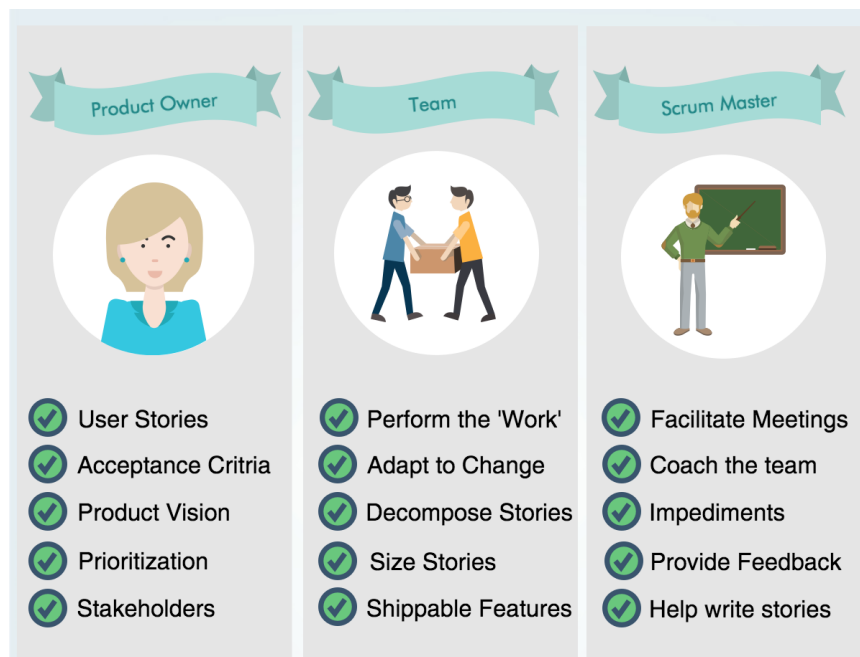 Product Owner
User Stories
Acceptance Critria
Product Vision
Prioritization
Stakeholders
Team
Perform the 'Work'
Adapt to Change
Decompose Stories
Size Stories
Shippable Features
Scrum Master
Facilitate Meetings
Coach the team
Impediments
Provide Feedback
Help write stories